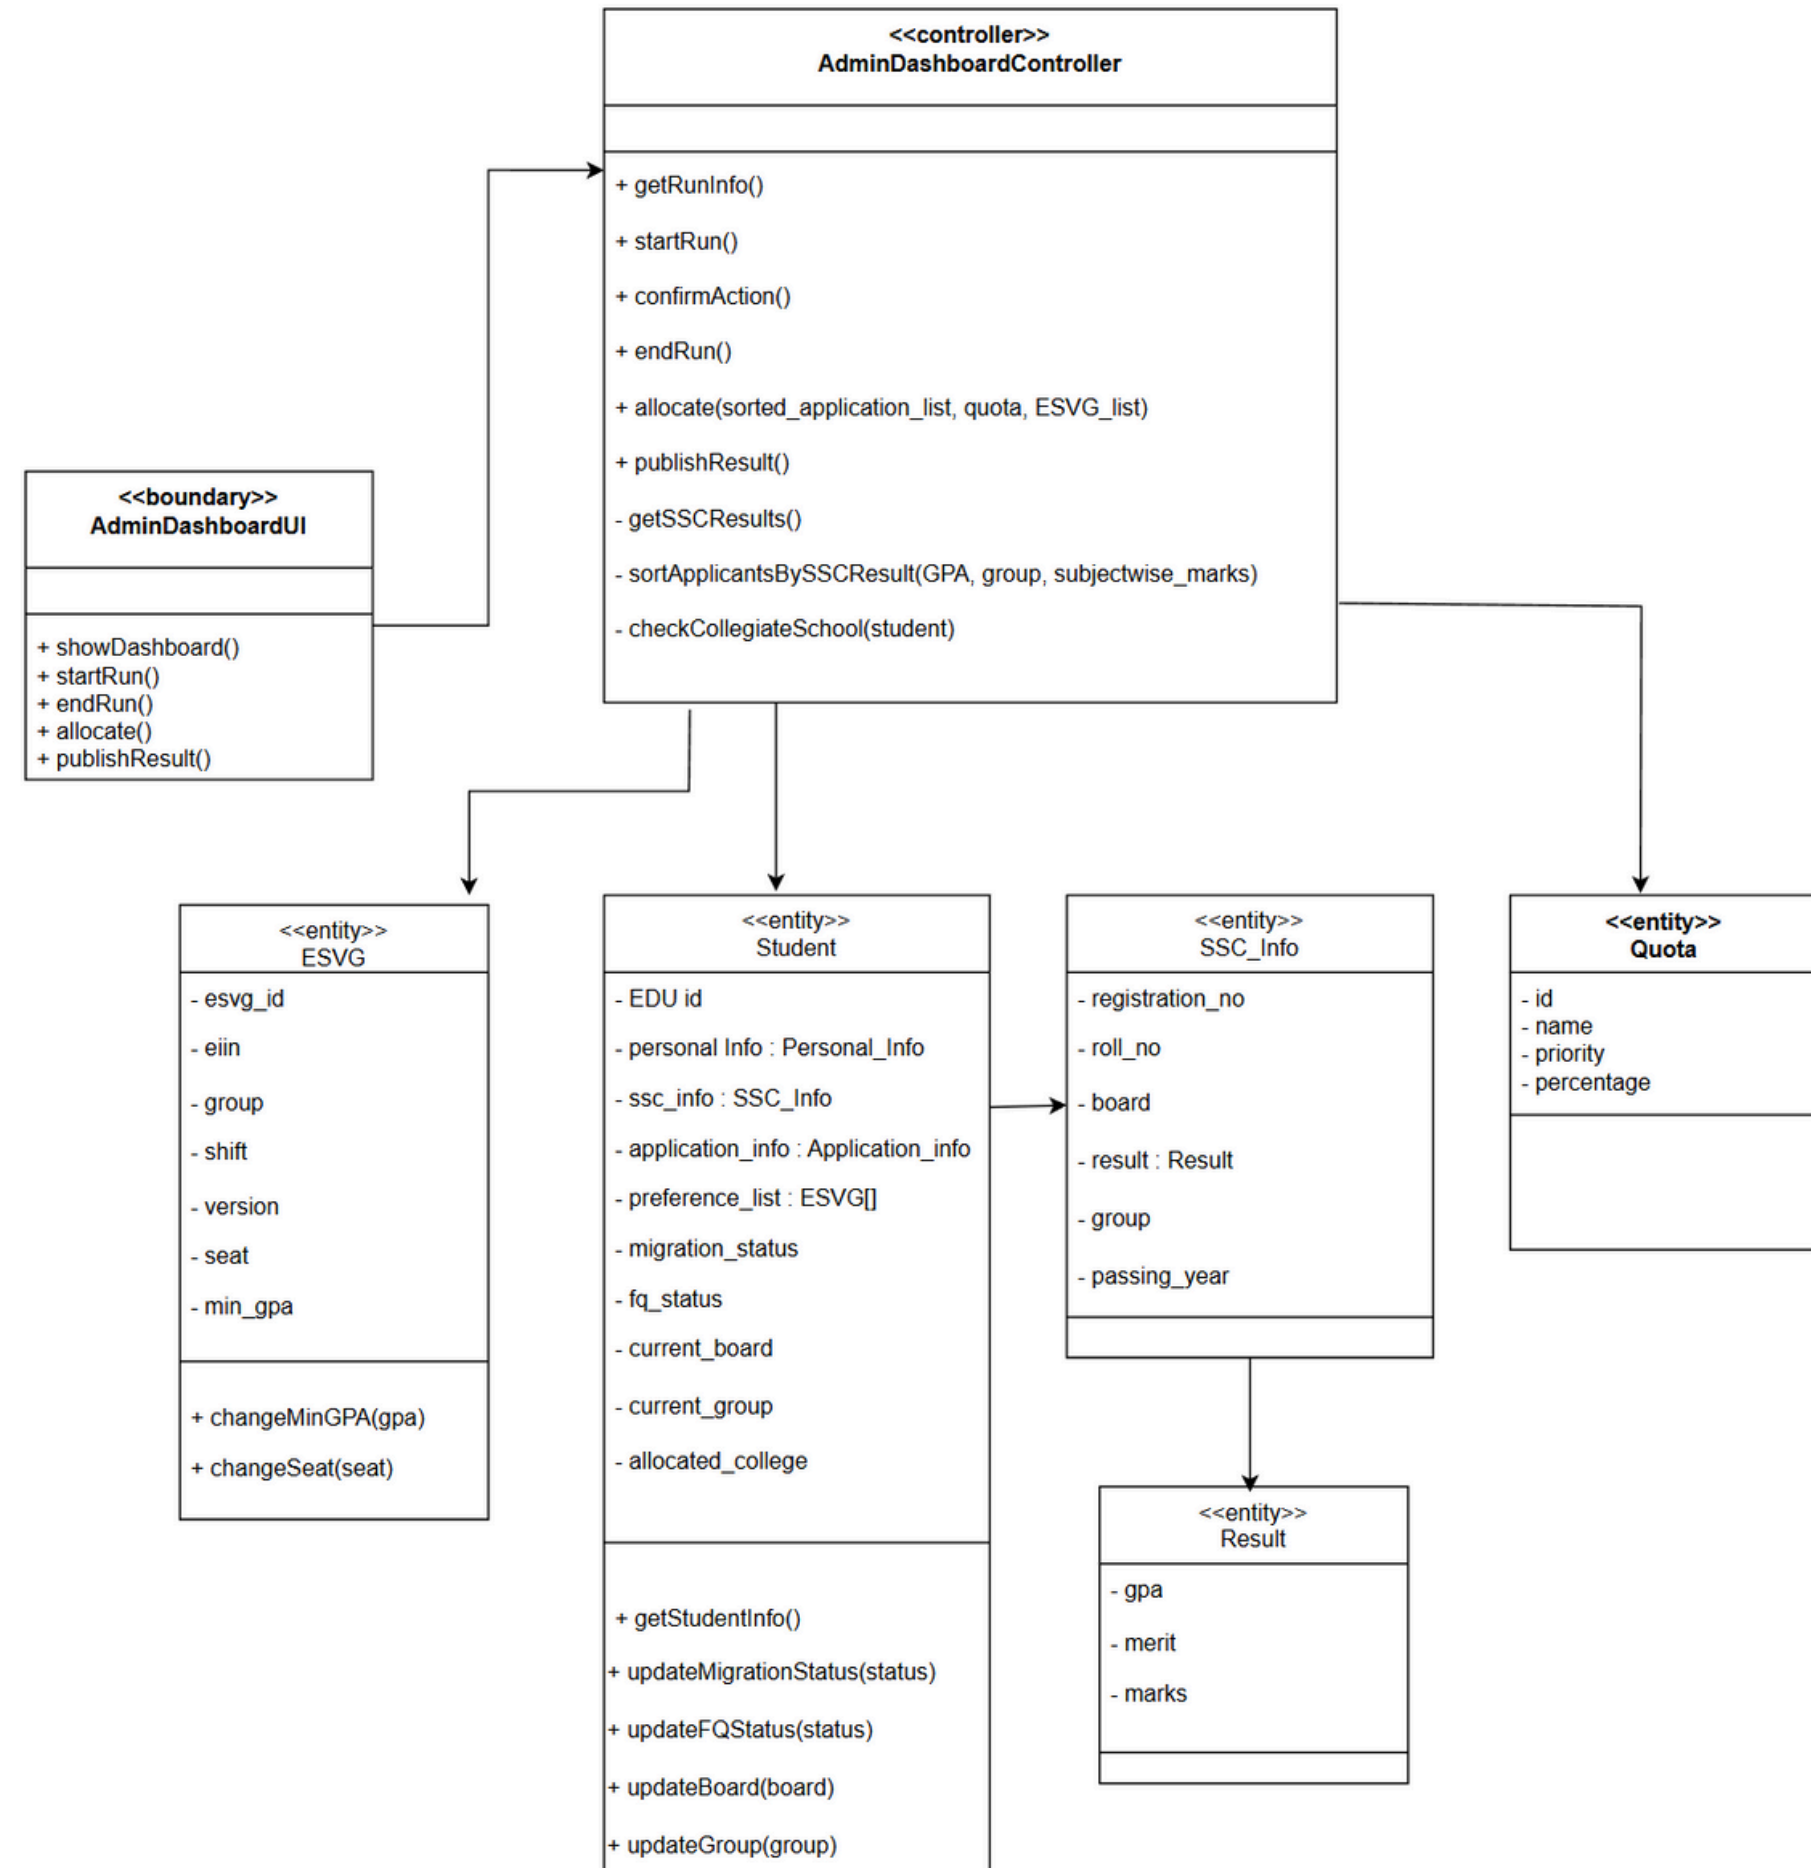 <<controller>>
AdminDashboardController
+ getRunInfo()
+ startRun()
+ confirmAction()
+ endRun()
+ allocate(sorted_application_list, quota, ESVG_list)
+ publishResult()
- getSSCResults()
- sortApplicantsBySSCResult(GPA, group, subjectwise_marks)
- checkCollegiateSchool(student)
<<boundary>>
AdminDashboardUI
+ showDashboard()
+ startRun()
+ endRun()
+ allocate()
+ publishResult()
<<entity>>
ESVG
- esvg_id
- eiin
- group
- shift
- version
- seat
- min_gpa
+ changeMinGPA(gpa)
+ changeSeat(seat)
<<entity>>
Student
- EDU id
- personal Info : Personal_Info
- ssc_info : SSC_Info
- application_info : Application_info
- preference_list : ESVG[]
- migration_status
- fq_status
- current_board
- current_group
- allocated_college
+ getStudentInfo()
+ updateMigrationStatus(status)
+ updateFQStatus(status)
+ updateBoard(board)
+ updateGroup(group)
<<entity>>
SSC_Info
- registration_no
- roll_no
- board
- result : Result
- group
- passing_year
<<entity>>
Result
- gpa
- merit
- marks
<<entity>>
Quota
- id
- name
- priority
- percentage